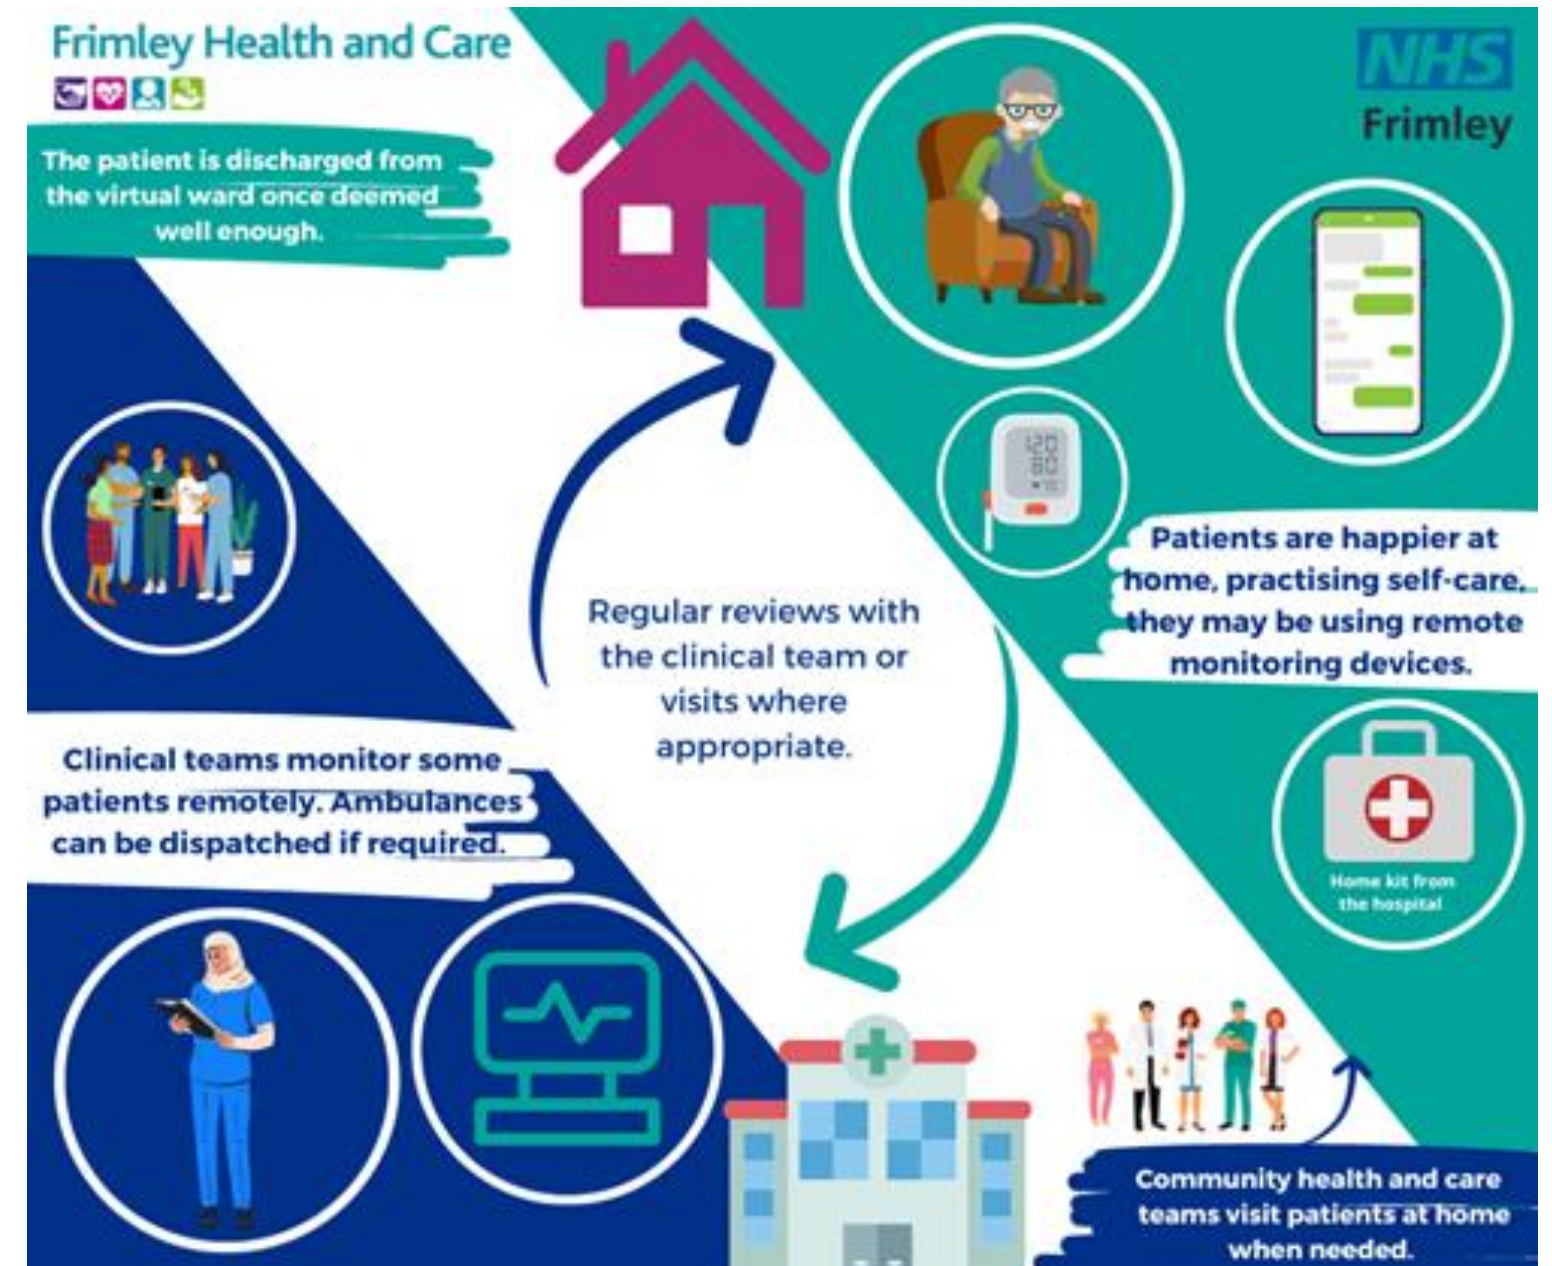 Frimley Health and Care
NHS
Frimley
The patient is discharged from
the virtual ward once deemed
well enough.
120
80
Patients are happier at
home, practising self-care,
they may be using remote
monitoring devices.
Regular reviews with
the clinical team or
visits where
appropriate.
Clinical teams monitor some
patients remotely. Ambulances
can be dispatched if required.
Home kit from
the hospital
Community health and care
teams visit patients at home
when needed.